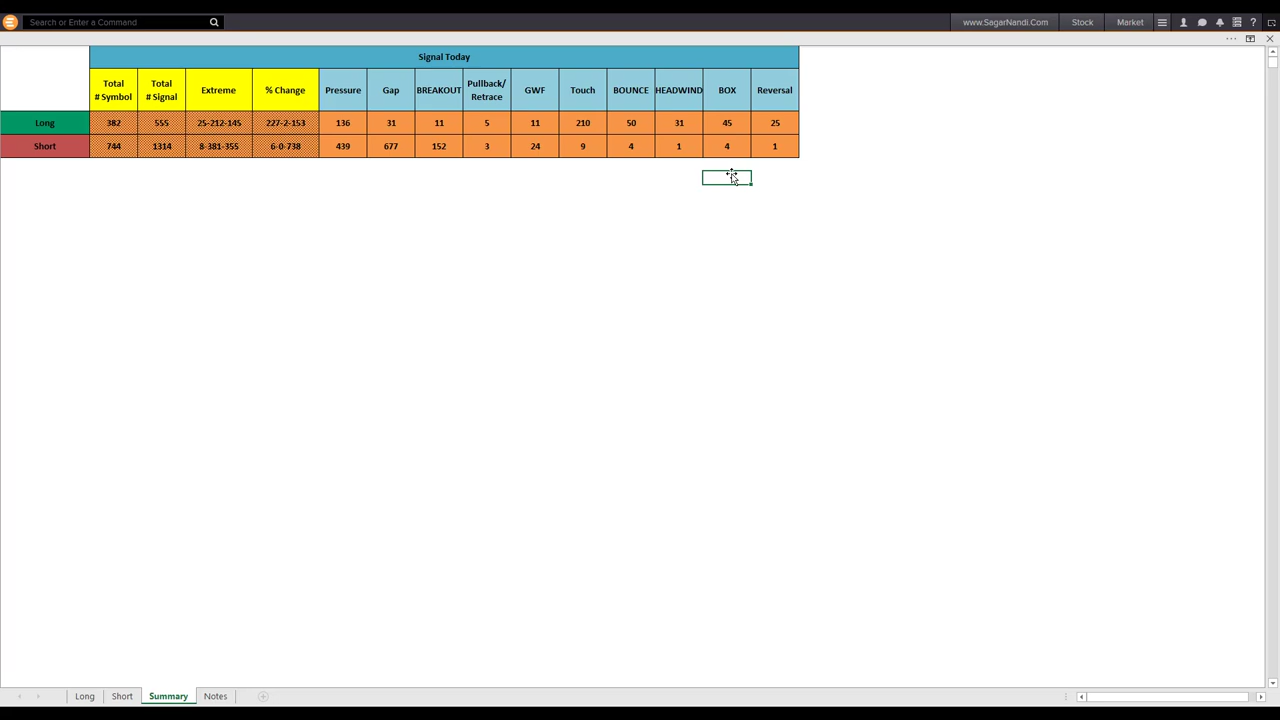 Search or Enter a Command
www.SagarNandi.Com Stock Market
Signal Today
Total # Symbol Total # Signal Extreme % Change Pressure Gap BREAKOUT Pullback/ Retrace GWF Touch BOUNCE HEADWIND BOX Reversal
Long 382 555 25-212-145 227-2-153 136 31 11 5 11 210 50 31 45 25
Short 744 1314 8-381-355 6-0-738 439 677 152 3 24 9 4 1 4 1
Long Short Summary Notes